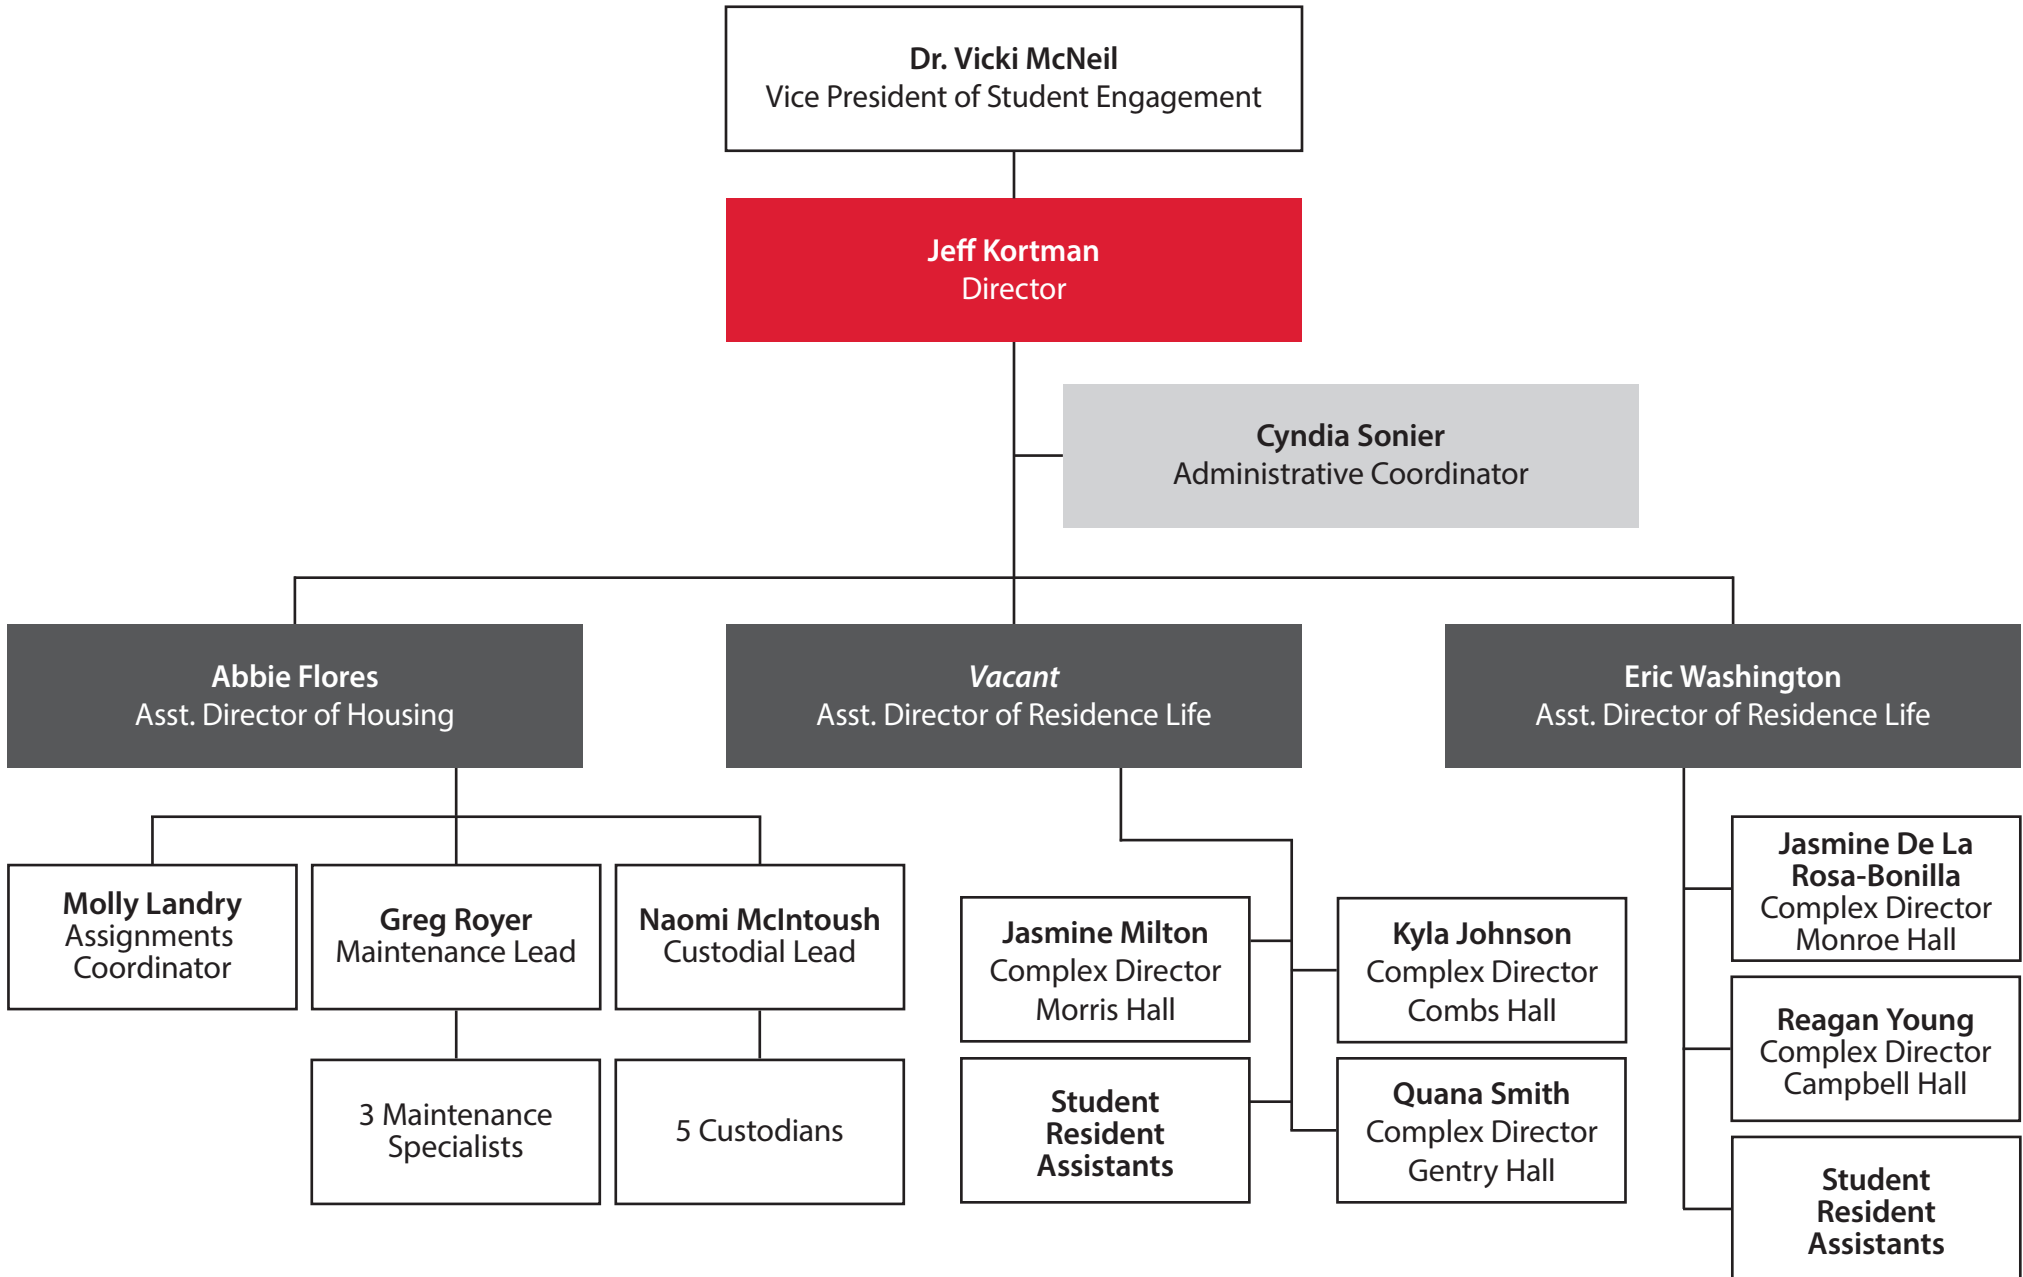 Dr. Vicki McNeil
Vice President of Student Engagement
Jeff Kortman
Director
Cyndia Sonier
Administrative Coordinator
Abbie Flores
Asst. Director of Housing
Vacant
Asst. Director of Residence Life
Eric Washington
Asst. Director of Residence Life
Molly Landry
Assignments
Coordinator
Greg Royer
Maintenance Lead
Naomi McIntoush
Custodial Lead
3 Maintenance
Specialists
5 Custodians
Jasmine Milton
Complex Director
Morris Hall
Kyla Johnson
Complex Director
Combs Hall
Student
Resident
Assistants
Quana Smith
Complex Director
Gentry Hall
Jasmine De La
Rosa-Bonilla
Complex Director
Monroe Hall
Reagan Young
Complex Director
Campbell Hall
Student
Resident
Assistants